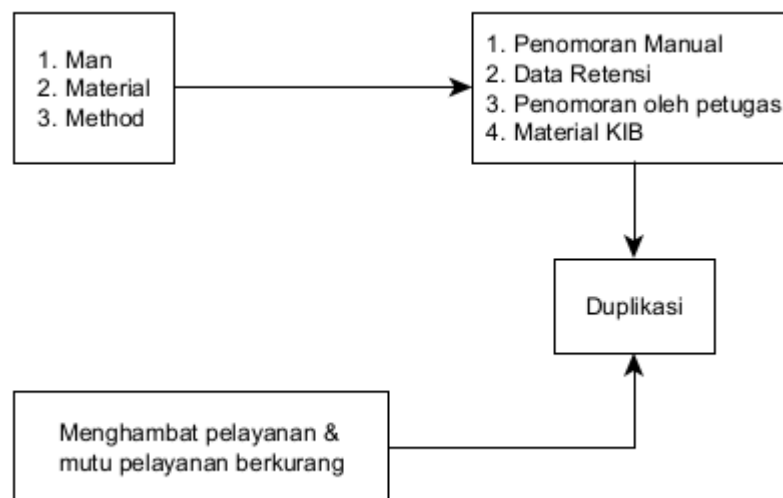 1. Man
2. Material
3. Method
1. Penomoran Manual
2. Data Retensi
3. Penomoran oleh petugas
4. Material KIB
Duplikasi
Menghambat pelayanan &
mutu pelayanan berkurang